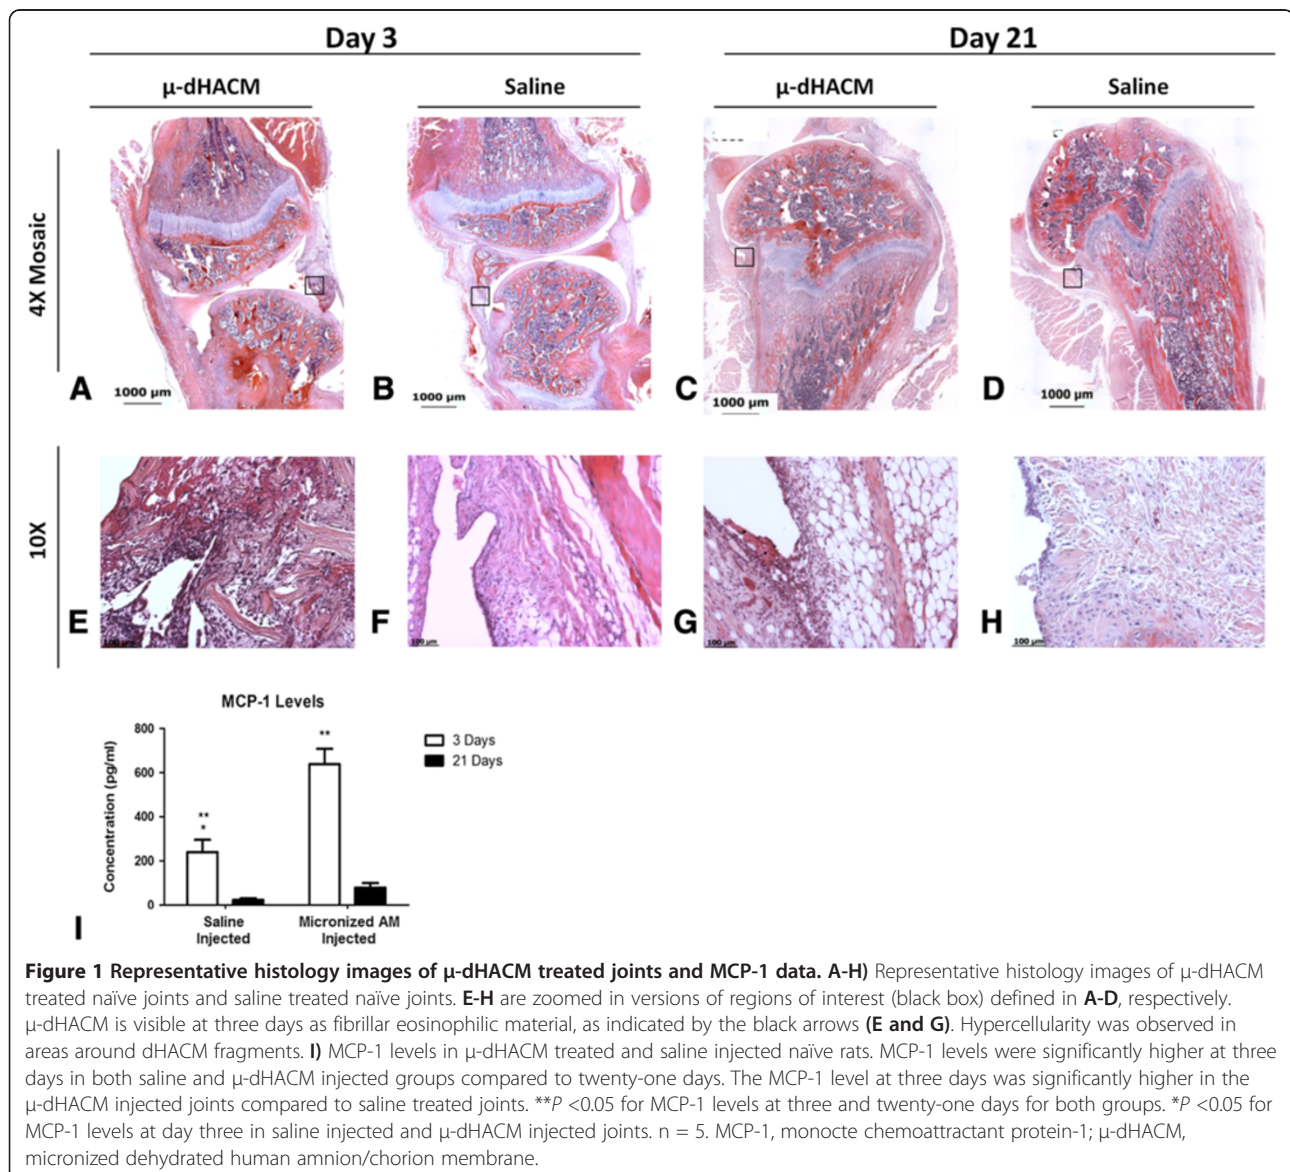 Day 3
Day 21
µ-dHACM
Saline
µ-dHACM
Saline
4X Mosaic
A
1000 µm
B
1000 µm
C
1000 µm
D
1000 µm
10X
E
100 µm
F
100 µm
G
100 µm
H
100 µm
MCP-1 Levels
Concentration (pg/ml)
800
600
400
200
0
**
*
**
3 Days
21 Days
Saline
Injected
Micronized AM
Injected
I
Figure 1 Representative histology images of µ-dHACM treated joints and MCP-1 data. A-H) Representative histology images of µ-dHACM
treated naïve joints and saline treated naïve joints. E-H are zoomed in versions of regions of interest (black box) defined in A-D, respectively.
µ-dHACM is visible at three days as fibrillar eosinophilic material, as indicated by the black arrows (E and G). Hypercellularity was observed in
areas around dHACM fragments. I) MCP-1 levels in µ-dHACM treated and saline injected naïve rats. MCP-1 levels were significantly higher at three
days in both saline and µ-dHACM injected groups compared to twenty-one days. The MCP-1 level at three days was significantly higher in the
µ-dHACM injected joints compared to saline treated joints. **P <0.05 for MCP-1 levels at three and twenty-one days for both groups. *P <0.05 for
MCP-1 levels at day three in saline injected and µ-dHACM injected joints. n = 5. MCP-1, monocte chemoattractant protein-1; µ-dHACM,
micronized dehydrated human amnion/chorion membrane.